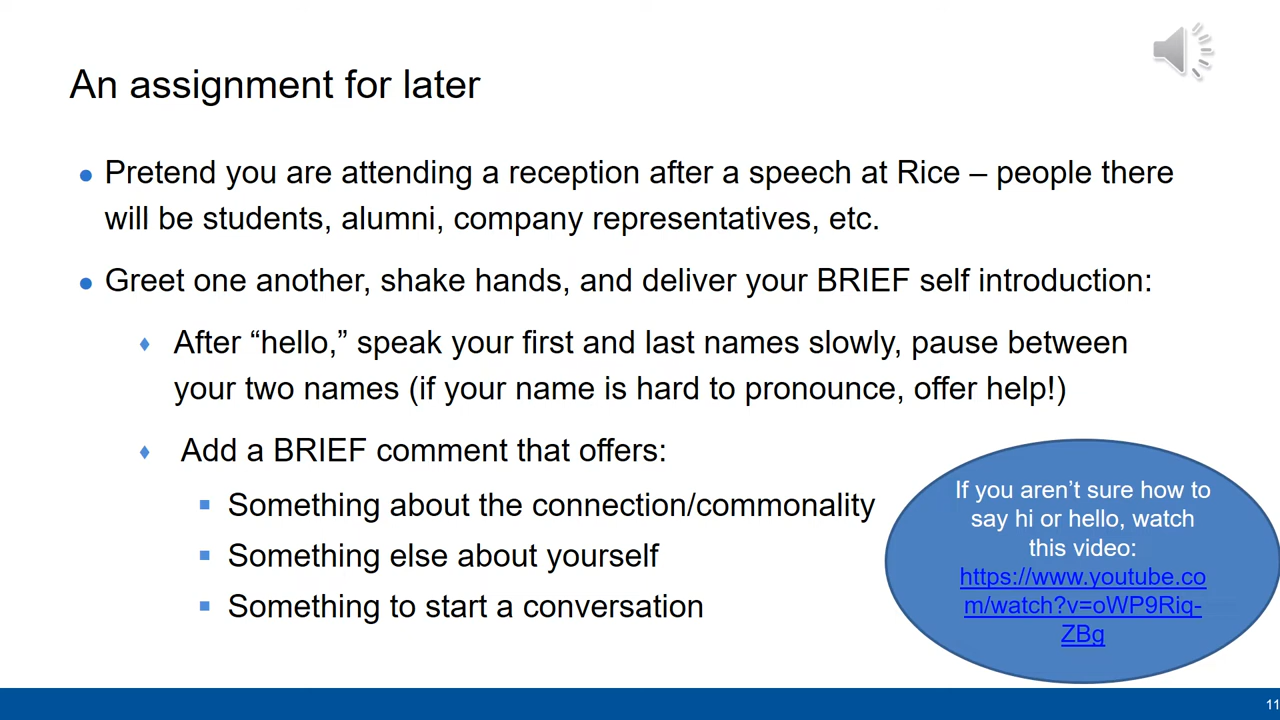 An assignment for later
● Pretend you are attending a reception after a speech at Rice – people there
will be students, alumni, company representatives, etc.
● Greet one another, shake hands, and deliver your BRIEF self introduction:
♦ After “hello,” speak your first and last names slowly, pause between
your two names (if your name is hard to pronounce, offer help!)
♦ Add a BRIEF comment that offers:
▪ Something about the connection/commonality
▪ Something else about yourself
▪ Something to start a conversation
If you aren’t sure how to
say hi or hello, watch
this video:
https://www.youtube.co
m/watch?v=oWP9Riq-
ZBg
11